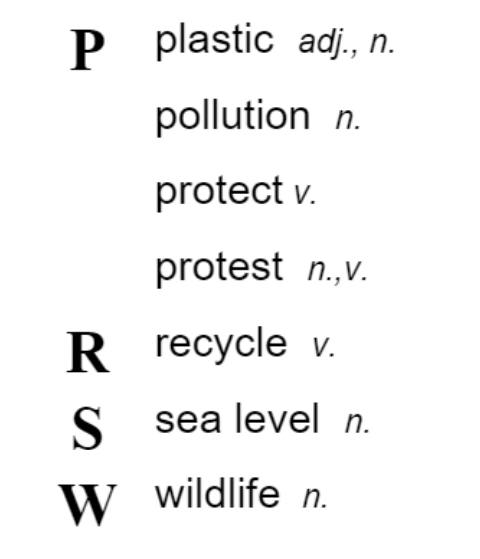 P plastic adj., n.
pollution n.
protect v.
protest n.,v.
R recycle v.
S sea level n.
W wildlife n.